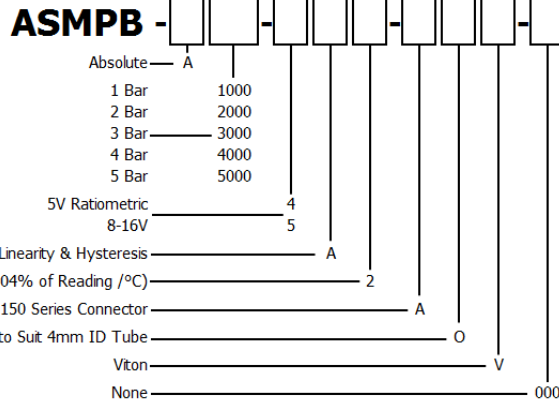 ASMPB - - - -
Absolute A
1 Bar 1000
2 Bar 2000
3 Bar 3000
4 Bar 4000
5 Bar 5000
5V Ratiometric 4
8-16V 5
Linearity & Hysteresis A
04% of Reading /°C) 2
150 Series Connector A
to Suit 4mm ID Tube O
Viton V
None 000